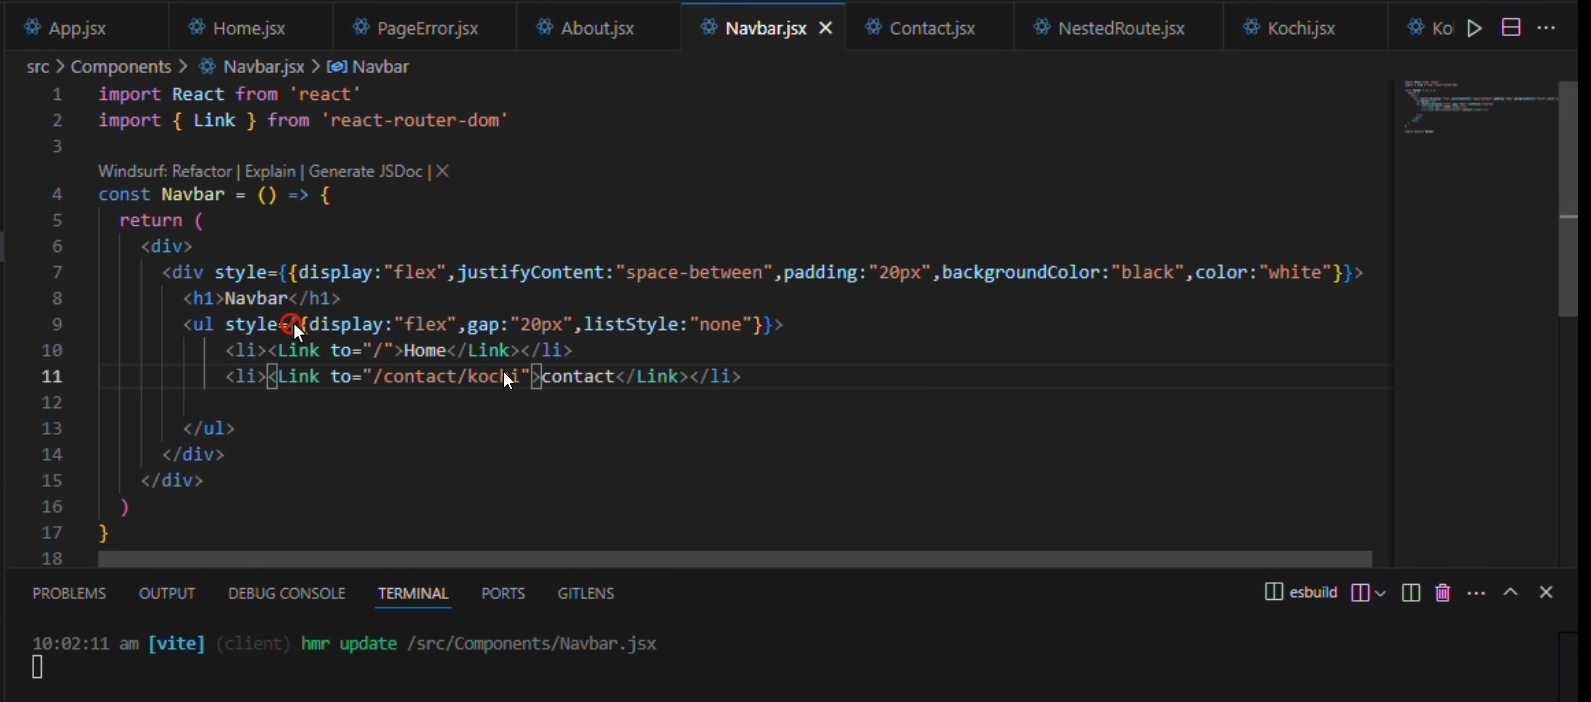 App.jsx Home.jsx PageError.jsx About.jsx Navbar.jsx Contact.jsx NestedRoute.jsx Kochi.jsx
src > Components > Navbar.jsx > Navbar
1 import React from 'react'
2 import { Link } from 'react-router-dom'
3
Windsurf: Refactor | Explain | Generate JSDoc | X
4 const Navbar = () => {
5 return (
6 <div>
7 <div style={{display:"flex",justifyContent:"space-between",padding:"20px",backgroundColor:"black",color:"white"}}>
8 <h1>Navbar</h1>
9 <ul style={{display:"flex",gap:"20px",listStyle:"none"}}>
10 <li><Link to="/">Home</Link></li>
11 <li><Link to="/contact/kochi">contact</Link></li>
12
13 </ul>
14 </div>
15 </div>
16 )
17 }
18
PROBLEMS OUTPUT DEBUG CONSOLE TERMINAL PORTS GITLENS esbuild
10:02:11 am [vite] (client) hmr update /src/Components/Navbar.jsx